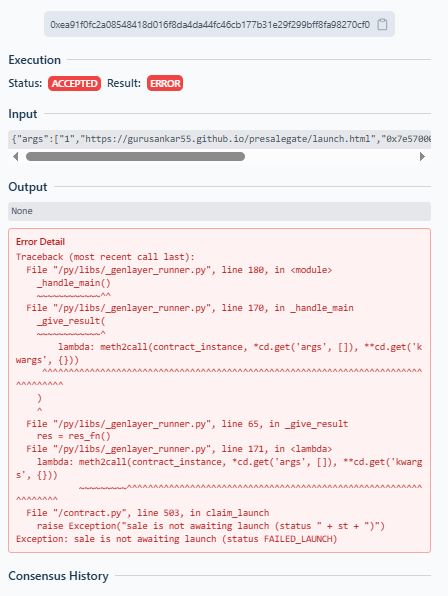 0xea91f0fc2a08548418d016f8da4da44fc46cb177b31e29f299bff8fa98270cf0
Execution
Status: ACCEPTED Result: ERROR
Input
{"args":["1","https://gurusankar55.github.io/presalegate/launch.html","0x7e5700
Output
None
Error Detail
Traceback (most recent call last):
  File "/py/libs/_genlayer_runner.py", line 180, in <module>
    _handle_main()
    ~~~~~~~~~~~~^^
  File "/py/libs/_genlayer_runner.py", line 170, in _handle_main
    _give_result(
    ~~~~~~~~~~~~^
        lambda: meth2call(contract_instance, *cd.get('args', []), **cd.get('k
wargs', {}))
        ^^^^^^^^^^^^^^^^^^^^^^^^^^^^^^^^^^^^^^^^^^^^^^^^^^^^^^^^^^^^^^^^^^^^^
^^^^^^^^^
    )
    ^
  File "/py/libs/_genlayer_runner.py", line 65, in _give_result
    res = res_fn()
  File "/py/libs/_genlayer_runner.py", line 171, in <lambda>
    lambda: meth2call(contract_instance, *cd.get('args', []), **cd.get('kwarg
s', {}))
            ~~~~~~~~~^^^^^^^^^^^^^^^^^^^^^^^^^^^^^^^^^^^^^^^^^^^^^^^^^^^^^^^^
^^^^^^^^
  File "/contract.py", line 503, in claim_launch
    raise Exception("sale is not awaiting launch (status " + st + ")")
Exception: sale is not awaiting launch (status FAILED_LAUNCH)
Consensus History